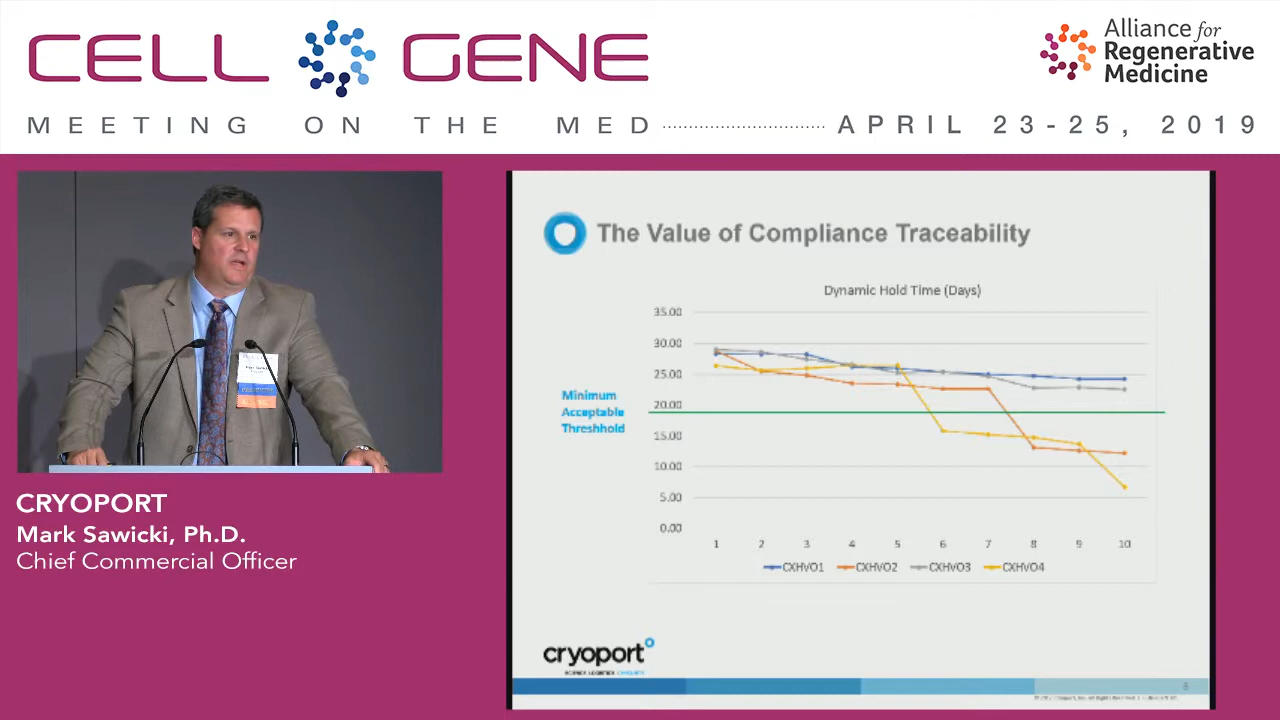 CELL GENE
Alliance for
Regenerative
Medicine
MEETING ON THE MED
APRIL 23-25, 2019
The Value of Compliance Traceability
Dynamic Hold Time (Days)
35.00
30.00
25.00
20.00
15.00
10.00
5.00
0.00
Minimum
Acceptable
Threshhold
1 2 3 4 5 6 7 8 9 10
CXHVO1 CXHVO2 CXHVO3 CXHVO4
cryoport
SCIENCE. LOGISTICS.
8
CRYOPORT
Mark Sawicki, Ph.D.
Chief Commercial Officer